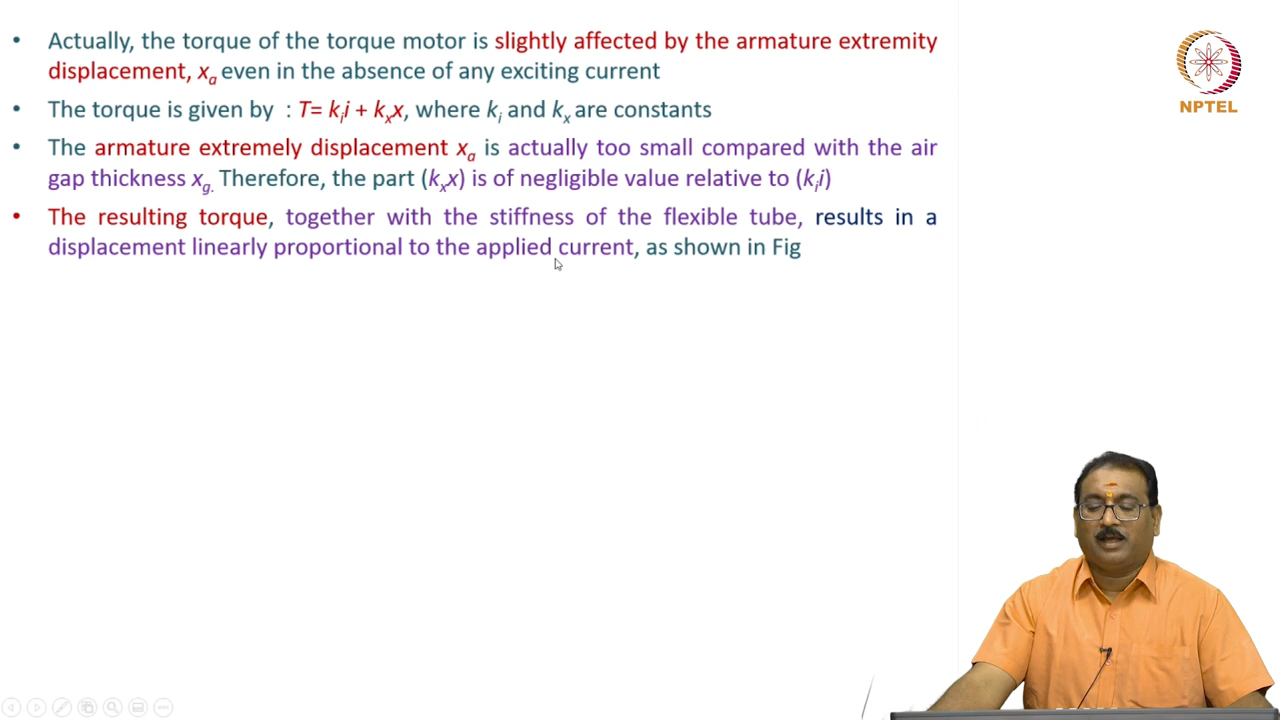 • Actually, the torque of the torque motor is slightly affected by the armature extremity
displacement, xₐ even in the absence of any exciting current
• The torque is given by : T= kᵢi + kₓx, where kᵢ and kₓ are constants
• The armature extremely displacement xₐ is actually too small compared with the air
gap thickness x_g. Therefore, the part (kₓx) is of negligible value relative to (kᵢi)
• The resulting torque, together with the stiffness of the flexible tube, results in a
displacement linearly proportional to the applied current, as shown in Fig
NPTEL